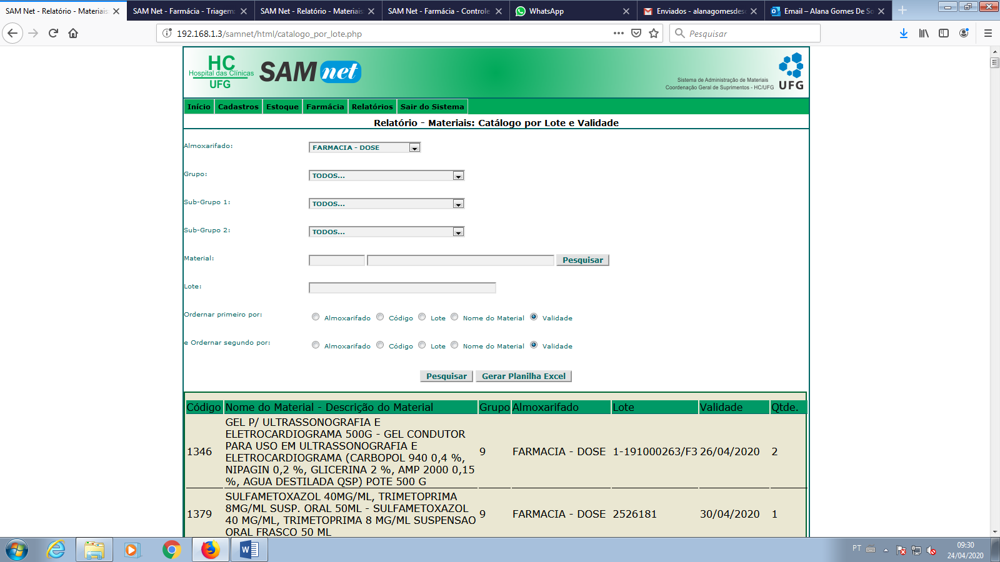 SAM Net - Relatório - Materiais:
SAM Net - Farmácia - Triagem:
SAM Net - Relatório - Materiais:
SAM Net - Farmácia - Controle
WhatsApp
Enviados - alanagomesdes
Email – Alana Gomes De So
192.168.1.3/samnet/html/catalogo_por_lote.php
Pesquisar
HC
Hospital das Clínicas
UFG
SAM net
Sistema de Administração de Materiais
Coordenação Geral de Suprimentos - HC/UFG
UFG
Início Cadastros Estoque Farmácia Relatórios Sair do Sistema
Relatório - Materiais: Catálogo por Lote e Validade
Almoxarifado: FARMACIA - DOSE
Grupo: TODOS...
Sub-Grupo 1: TODOS...
Sub-Grupo 2: TODOS...
Material: Pesquisar
Lote:
Ordernar primeiro por: Almoxarifado Código Lote Nome do Material Validade
e Ordernar segundo por: Almoxarifado Código Lote Nome do Material Validade
Pesquisar Gerar Planilha Excel
Código Nome do Material - Descrição do Material Grupo Almoxarifado Lote Validade Qtde.
GEL P/ ULTRASSONOGRAFIA E
ELETROCARDIOGRAMA 500G - GEL CONDUTOR
PARA USO EM ULTRASSONOGRAFIA E
1346 9 FARMACIA - DOSE 1-191000263/F3 26/04/2020 2
ELETROCARDIOGRAMA (CARBOPOL 940 0,4 %,
NIPAGIN 0,2 %, GLICERINA 2 %, AMP 2000 0,15
%, AGUA DESTILADA QSP) POTE 500 G
SULFAMETOXAZOL 40MG/ML, TRIMETOPRIMA
8MG/ML SUSP. ORAL 50ML - SULFAMETOXAZOL
1379 9 FARMACIA - DOSE 2526181 30/04/2020 1
40 MG/ML, TRIMETOPRIMA 8 MG/ML SUSPENSAO
ORAL FRASCO 50 ML
PT
09:30
24/04/2020